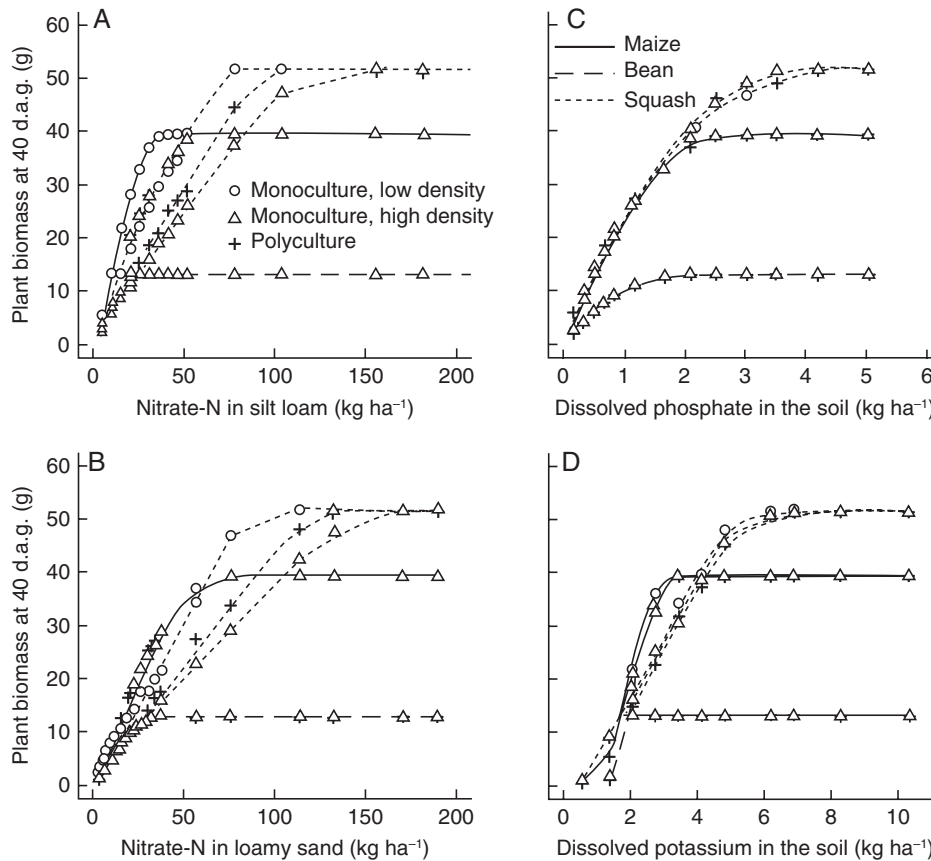 A
Plant biomass at 40 d.a.g. (g)
60
50
40
30
20
10
0
0 50 100 150 200
Nitrate-N in silt loam (kg ha⁻¹)
Monoculture, low density
Monoculture, high density
Polyculture
C
Maize
Bean
Squash
0 1 2 3 4 5 6
Dissolved phosphate in the soil (kg ha⁻¹)
B
Plant biomass at 40 d.a.g. (g)
60
50
40
30
20
10
0
0 50 100 150 200
Nitrate-N in loamy sand (kg ha⁻¹)
D
0 2 4 6 8 10
Dissolved potassium in the soil (kg ha⁻¹)